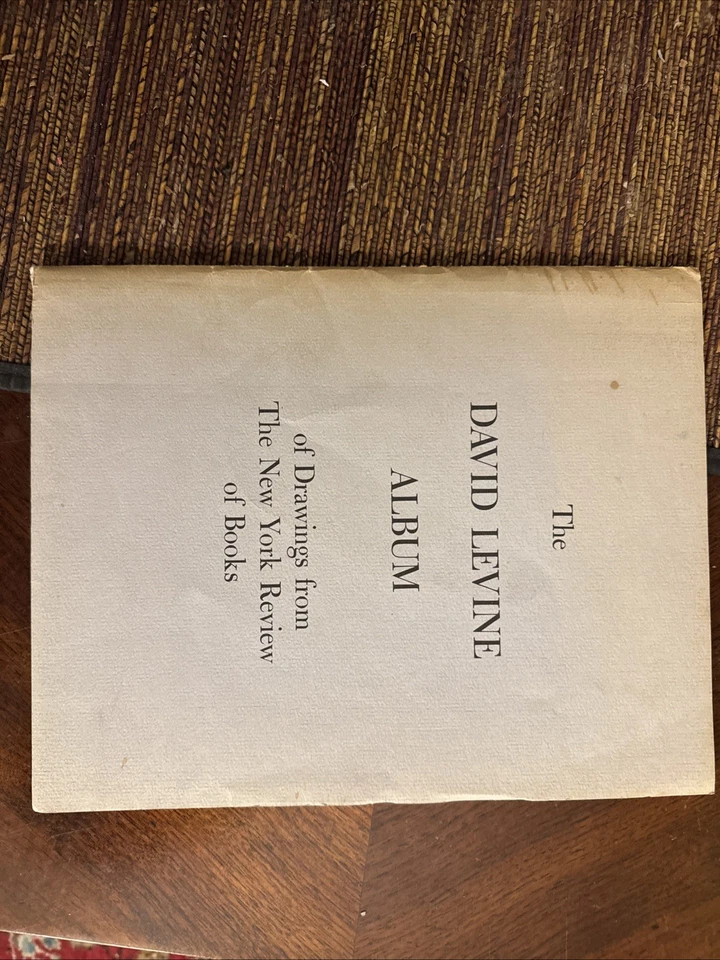 The
DAVID LEVINE
ALBUM
of Drawings from
The New York Review
of Books